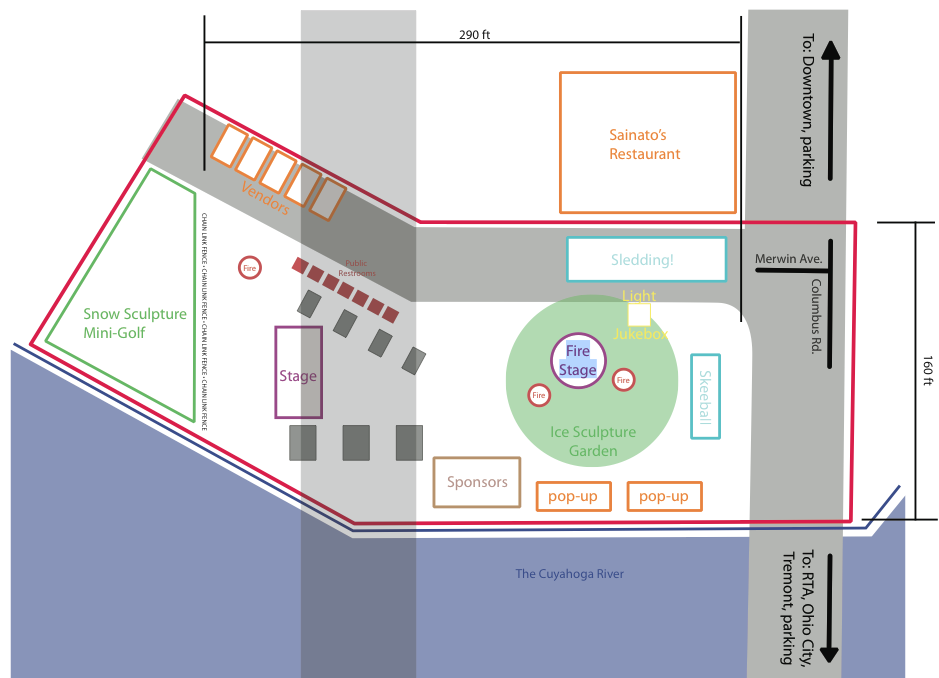 290 ft
To: Downtown, parking
Sainato's
Restaurant
Vendors
Sledding!
Merwin Ave.
Columbus Rd.
Public
Restrooms
Fire
CHAIN LINK FENCE • CHAIN LINK FENCE • CHAIN LINK FENCE • CHAIN LINK FENCE
Light
Jukebox
Snow Sculpture
Mini-Golf
Fire
Stage
Stage
Fire
Fire
Skeeball
160 ft
Ice Sculpture
Garden
Sponsors
pop-up
pop-up
The Cuyahoga River
To: RTA, Ohio City,
Tremont, parking